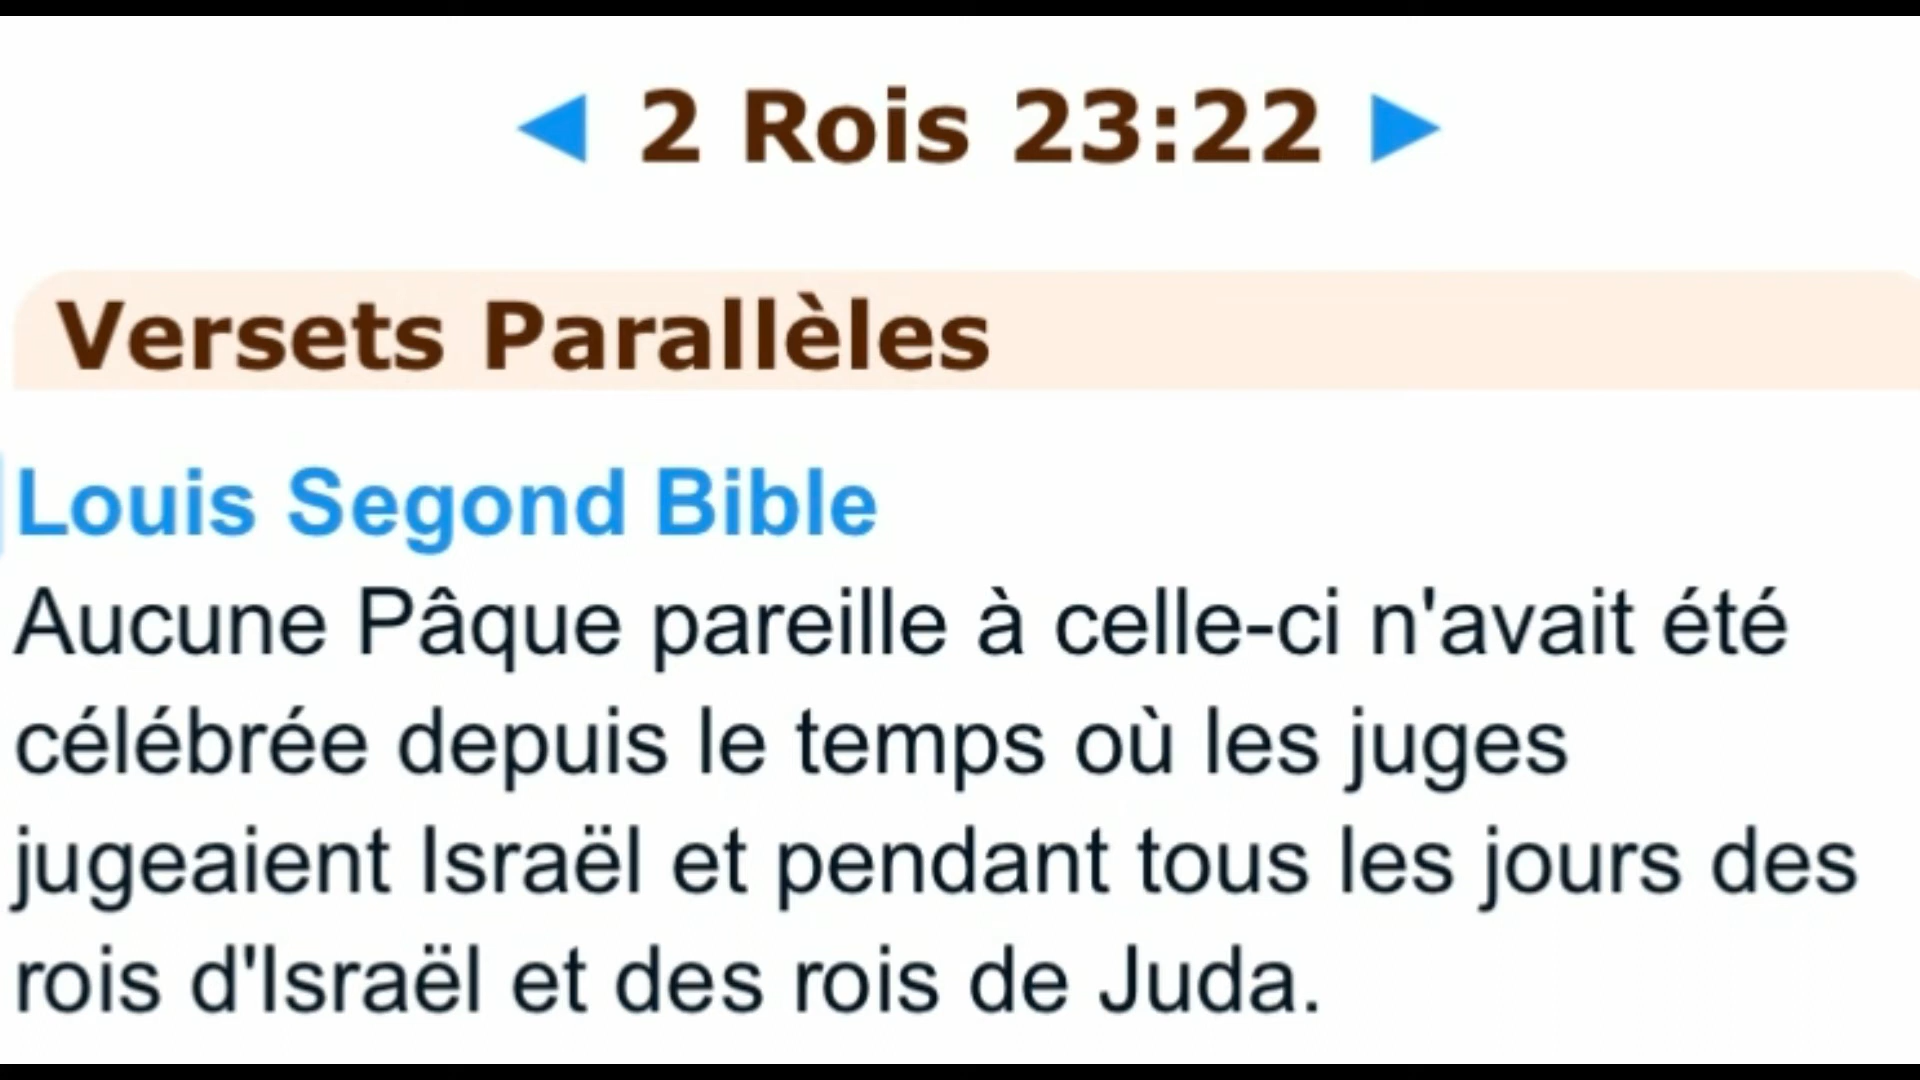 2 Rois 23:22
Versets Parallèles
Louis Segond Bible
Aucune Pâque pareille à celle-ci n'avait été
célébrée depuis le temps où les juges
jugeaient Israël et pendant tous les jours des
rois d'Israël et des rois de Juda.